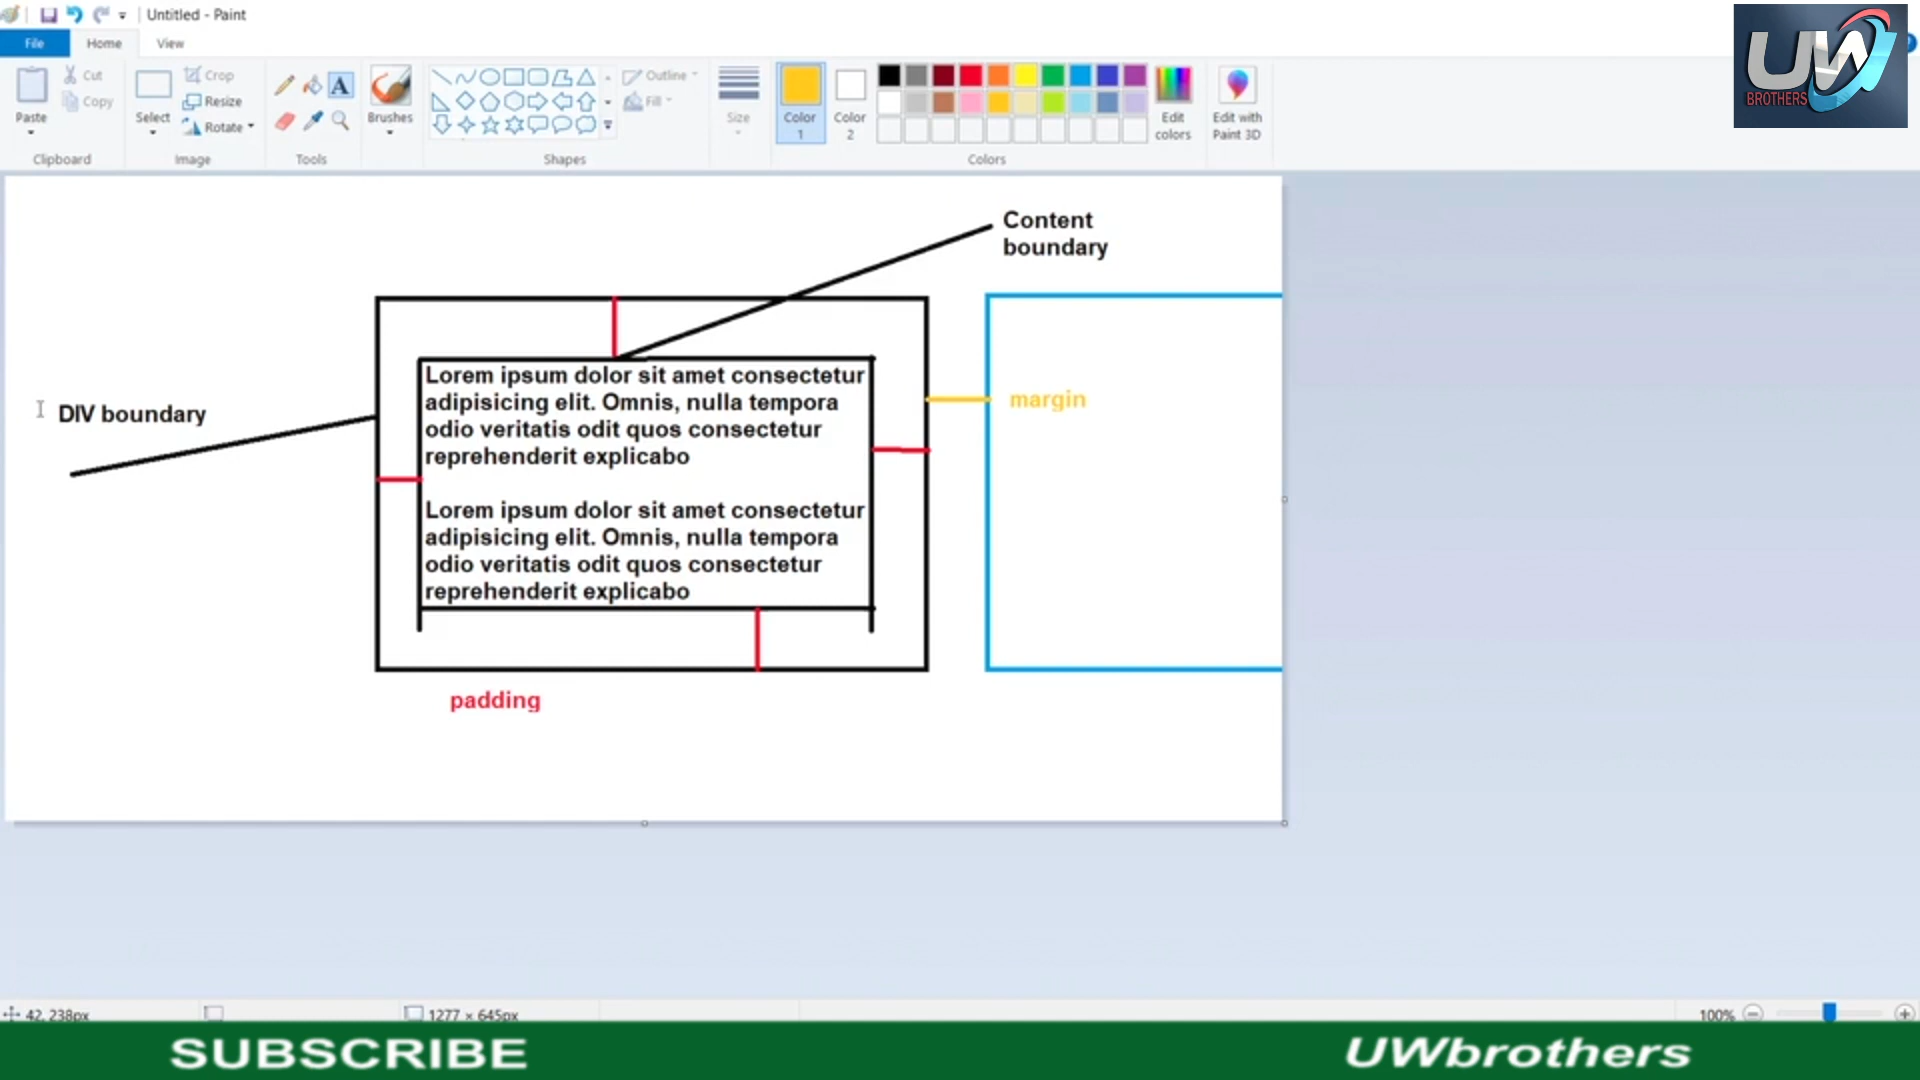 Untitled - Paint
File Home View
Paste
Cut
Copy
Clipboard
Select
Crop
Resize
Rotate
Image
Tools
Brushes
Shapes
Outline
Fill
Size
Color 1
Color 2
Edit colors
Edit with Paint 3D
Colors
UW
BROTHERS
Content
boundary
DIV boundary
Lorem ipsum dolor sit amet consectetur
adipisicing elit. Omnis, nulla tempora
odio veritatis odit quos consectetur
reprehenderit explicabo
Lorem ipsum dolor sit amet consectetur
adipisicing elit. Omnis, nulla tempora
odio veritatis odit quos consectetur
reprehenderit explicabo
margin
padding
42, 238px
1277 × 645px
100%
SUBSCRIBE
UWbrothers